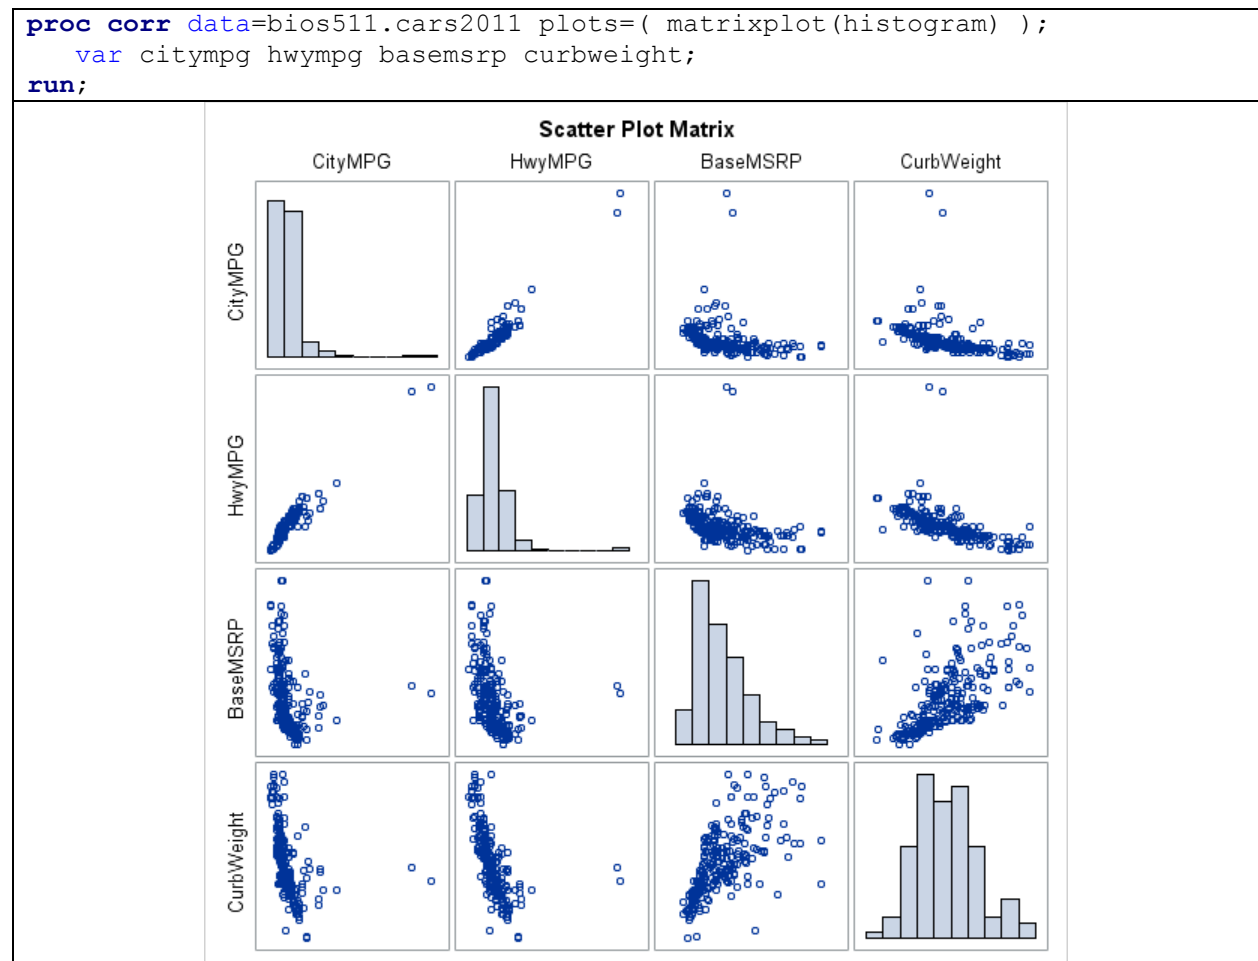 proc corr data=bios511.cars2011 plots=( matrixplot(histogram) );
var citympg hwympg basemsrp curbweight;
run;
Scatter Plot Matrix
CityMPG HwyMPG BaseMSRP CurbWeight
CityMPG
HwyMPG
BaseMSRP
CurbWeight